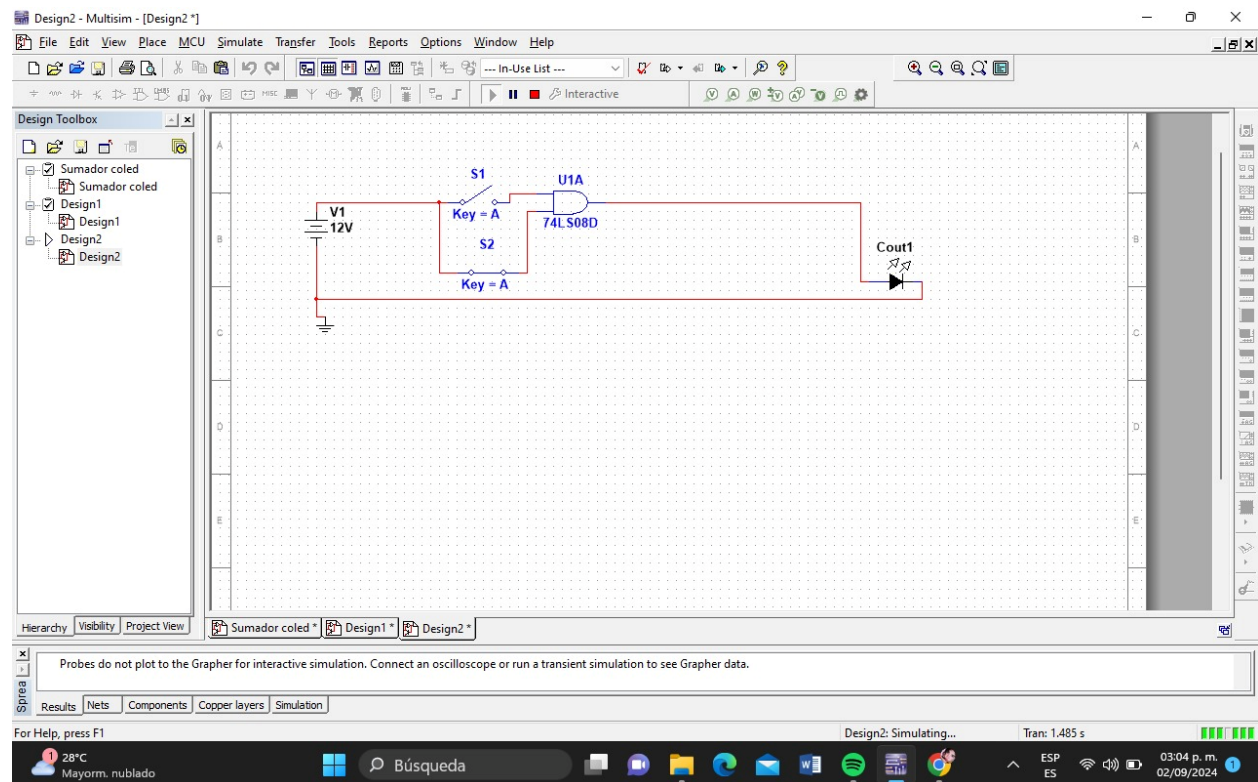 Design2 - Multisim - [Design2 *]
File Edit View Place MCU Simulate Transfer Tools Reports Options Window Help
--- In-Use List ---
Interactive
Design Toolbox
Sumador coled
Sumador coled
Design1
Design1
Design2
Design2
A
B
C
D
E
A
B
C
D
E
S1
Key = A
U1A
74LS08D
V1
12V
S2
Key = A
Cout1
Hierarchy Visibility Project View
Sumador coled * Design1 * Design2 *
Probes do not plot to the Grapher for interactive simulation. Connect an oscilloscope or run a transient simulation to see Grapher data.
Sprea
Results Nets Components Copper layers Simulation
For Help, press F1
Design2: Simulating...
Tran: 1.485 s
1
28°C
Mayorm. nublado
Búsqueda
ESP
ES
03:04 p. m.
02/09/2024
1